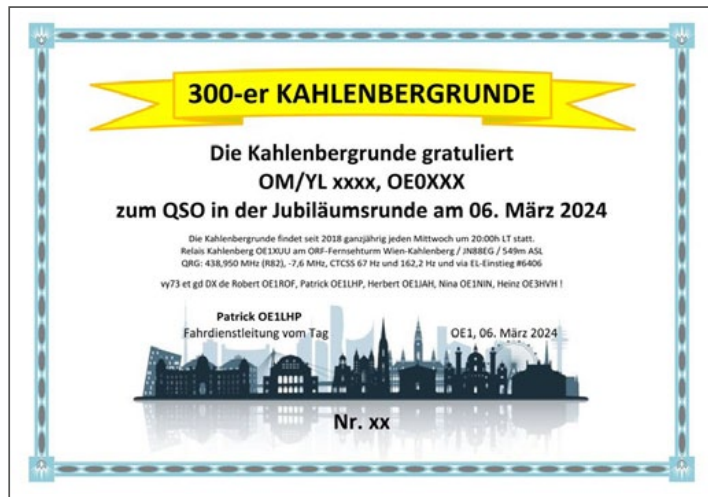 300-er KAHLENBERGRUNDE
Die Kahlenbergrunde gratuliert
OM/YL xxxx, OE0XXX
zum QSO in der Jubiläumsrunde am 06. März 2024
Die Kahlenbergrunde findet seit 2018 ganzjährig jeden Mittwoch um 20:00h LT statt.
Relais Kahlenberg OE1XUU am ORF-Fernsehturm Wien-Kahlenberg / JN88EG / 549m ASL
QRG: 438,950 MHz (R82), -7,6 MHz, CTCSS 67 Hz und 162,2 Hz und via EL-Einstieg #6406
vy73 et gd DX de Robert OE1ROF, Patrick OE1LHP, Herbert OE1JAH, Nina OE1NIN, Heinz OE3HVH !
Patrick OE1LHP
Fahrdienstleitung vom Tag
OE1, 06. März 2024
Nr. xx